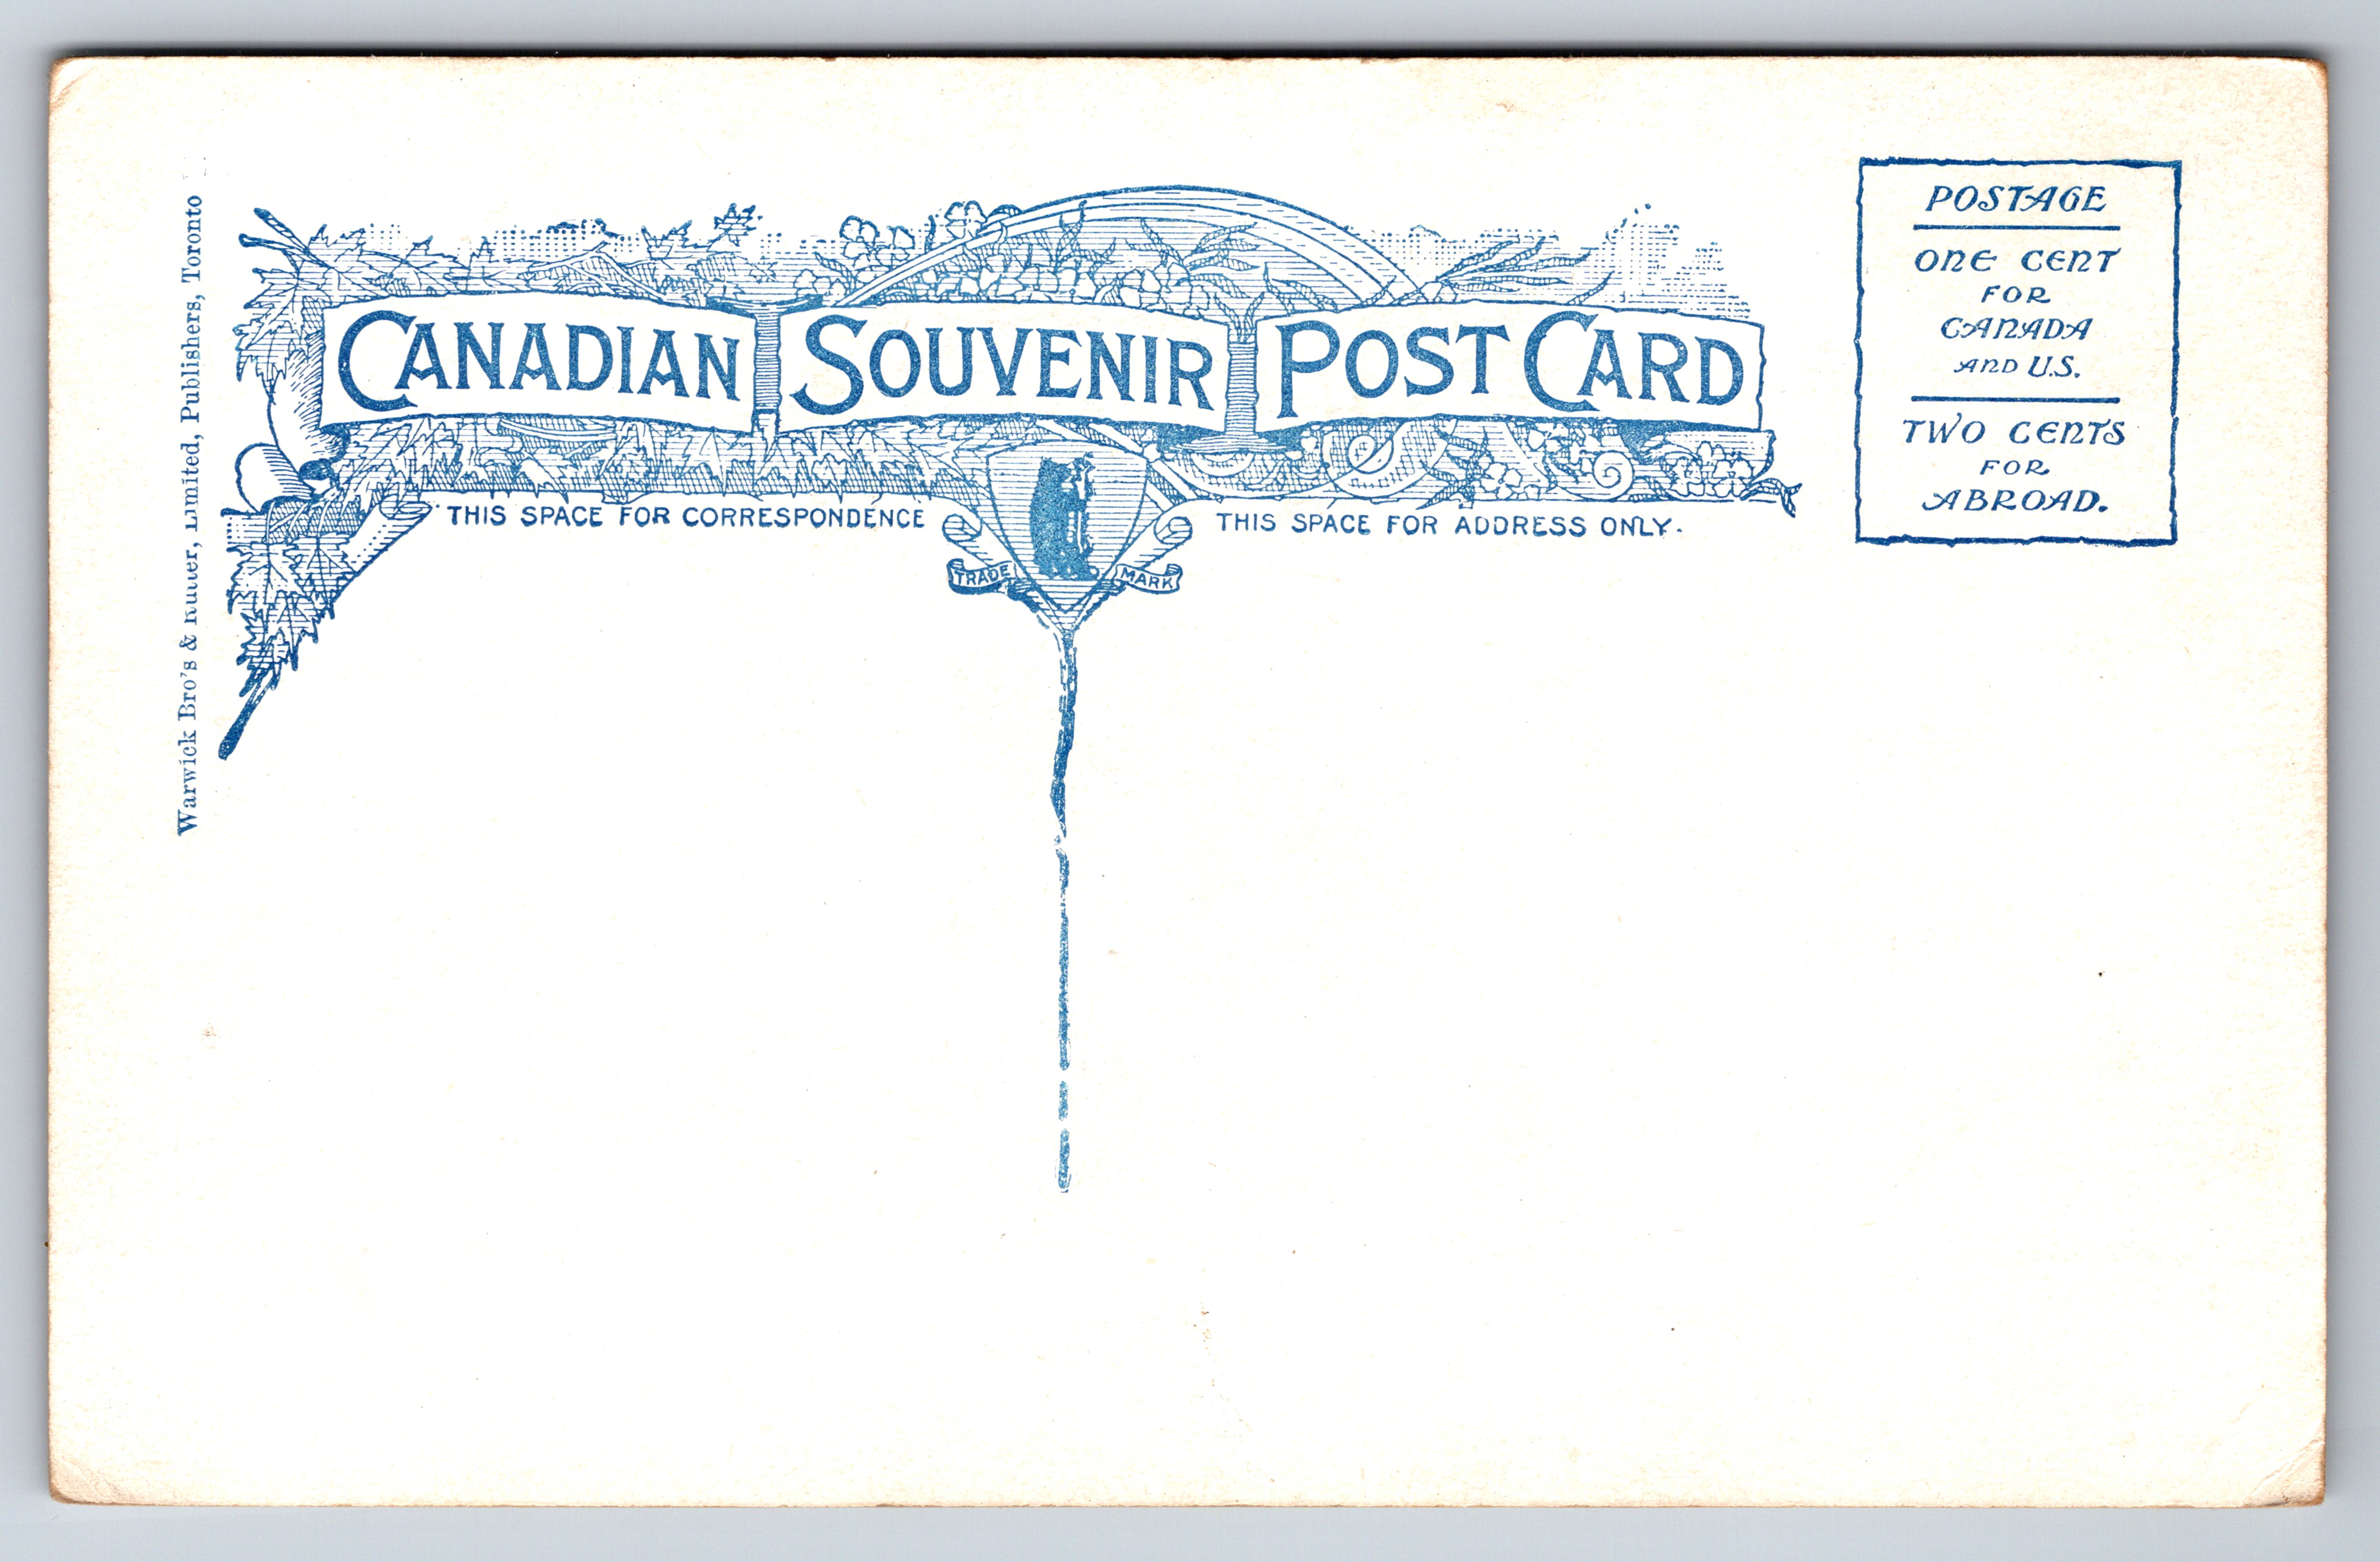 Warwick Bro's & Rutter, Limited, Publishers, Toronto
CANADIAN SOUVENIR POST CARD
THIS SPACE FOR CORRESPONDENCE
THIS SPACE FOR ADDRESS ONLY.
TRADE MARK
POSTAGE
ONE CENT
FOR
CANADA
AND U.S.
TWO CENTS
FOR
ABROAD.